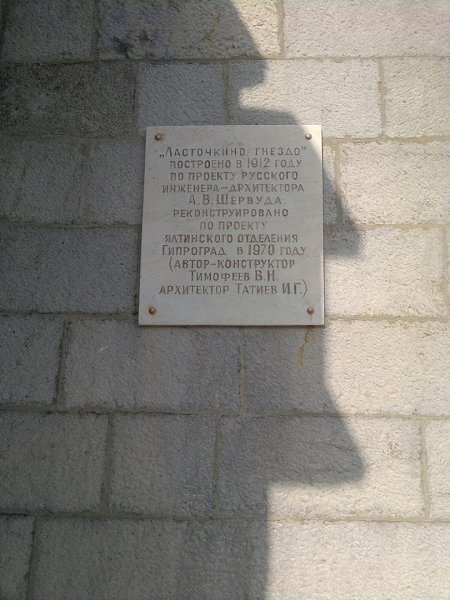 „Ласточкино гнездо"
построено в 1912 году
по проекту русского
инженера-архитектора
А.В.Шервуда.
реконструировано
по проекту
ялтинского отделения
Гипроград в 1970 году
(автор-конструктор
Тимофеев В.Н.
архитектор Татиев И.Г.)